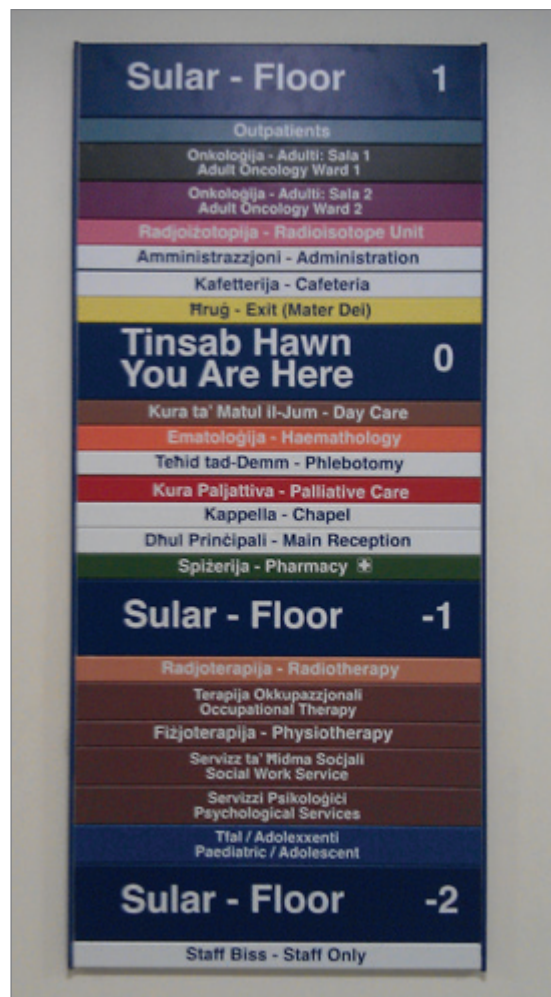 Sular - Floor 1
Outpatients
Onkoloġija - Adulti: Sala 1
Adult Oncology Ward 1
Onkoloġija - Adulti: Sala 2
Adult Oncology Ward 2
Radjoiżotopija - Radioisotope Unit
Amministrazzjoni - Administration
Kafetterija - Cafeteria
Ħruġ - Exit (Mater Dei)
Tinsab Hawn
You Are Here 0
Kura ta' Matul il-Jum - Day Care
Ematoloġija - Haemathology
Teħid tad-Demm - Phlebotomy
Kura Paljattiva - Palliative Care
Kappella - Chapel
Dħul Prinċipali - Main Reception
Spiżerija - Pharmacy
Sular - Floor -1
Radjoterapija - Radiotherapy
Terapija Okkupazzjonali
Occupational Therapy
Fiżjoterapija - Physiotherapy
Servizz ta' Ħidma Soċjali
Social Work Service
Servizzi Psikoloġiċi
Psychological Services
Tfal / Adolexxenti
Paediatric / Adolescent
Sular - Floor -2
Staff Biss - Staff Only